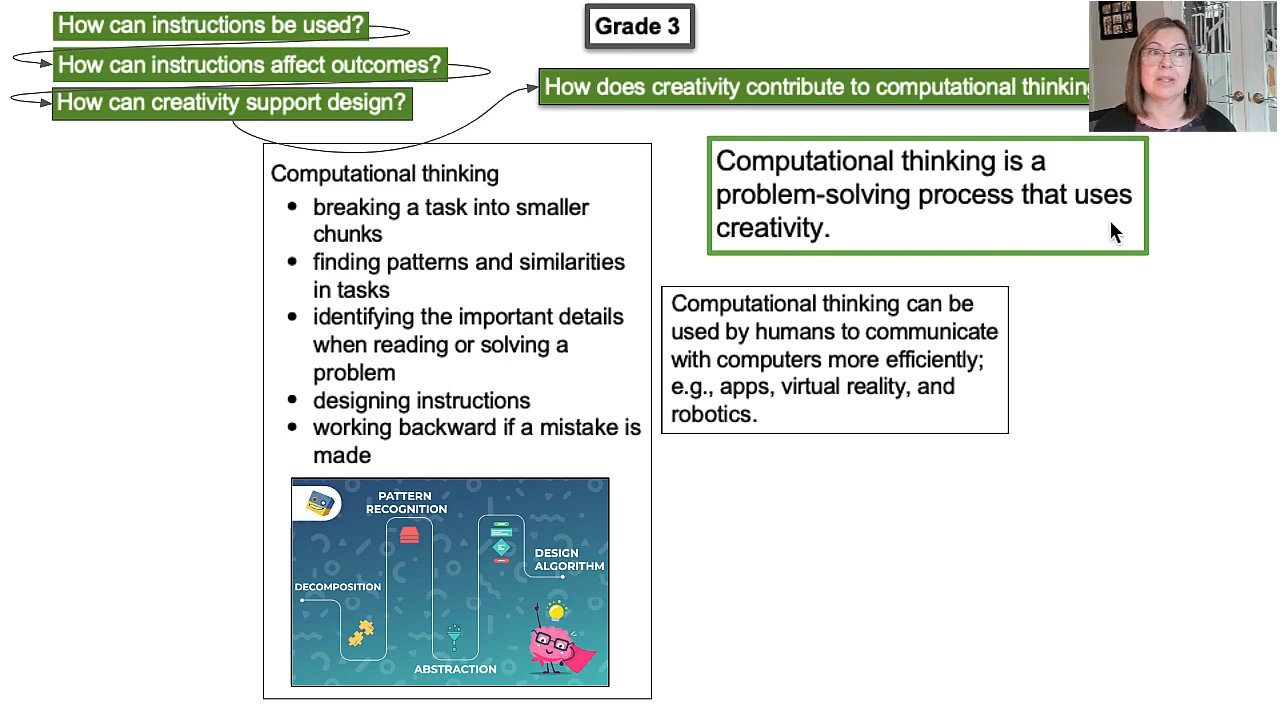 How can instructions be used?
How can instructions affect outcomes?
How can creativity support design?
Grade 3
How does creativity contribute to computational thinking
Computational thinking
• breaking a task into smaller
chunks
• finding patterns and similarities
in tasks
• identifying the important details
when reading or solving a
problem
• designing instructions
• working backward if a mistake is
made
PATTERN
RECOGNITION
DESIGN
ALGORITHM
DECOMPOSITION
ABSTRACTION
Computational thinking is a
problem-solving process that uses
creativity.
Computational thinking can be
used by humans to communicate
with computers more efficiently;
e.g., apps, virtual reality, and
robotics.